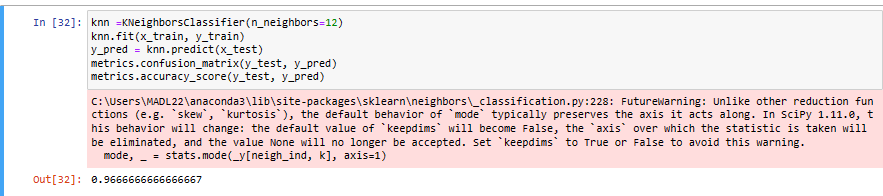 In [32]: knn =KNeighborsClassifier(n_neighbors=12)
knn.fit(x_train, y_train)
y_pred = knn.predict(x_test)
metrics.confusion_matrix(y_test, y_pred)
metrics.accuracy_score(y_test, y_pred)
C:\Users\MADL22\anaconda3\lib\site-packages\sklearn\neighbors\_classification.py:228: FutureWarning: Unlike other reduction fun
ctions (e.g. `skew`, `kurtosis`), the default behavior of `mode` typically preserves the axis it acts along. In SciPy 1.11.0, t
his behavior will change: the default value of `keepdims` will become False, the `axis` over which the statistic is taken will
be eliminated, and the value None will no longer be accepted. Set `keepdims` to True or False to avoid this warning.
mode, _ = stats.mode(_y[neigh_ind, k], axis=1)
Out[32]: 0.9666666666666667